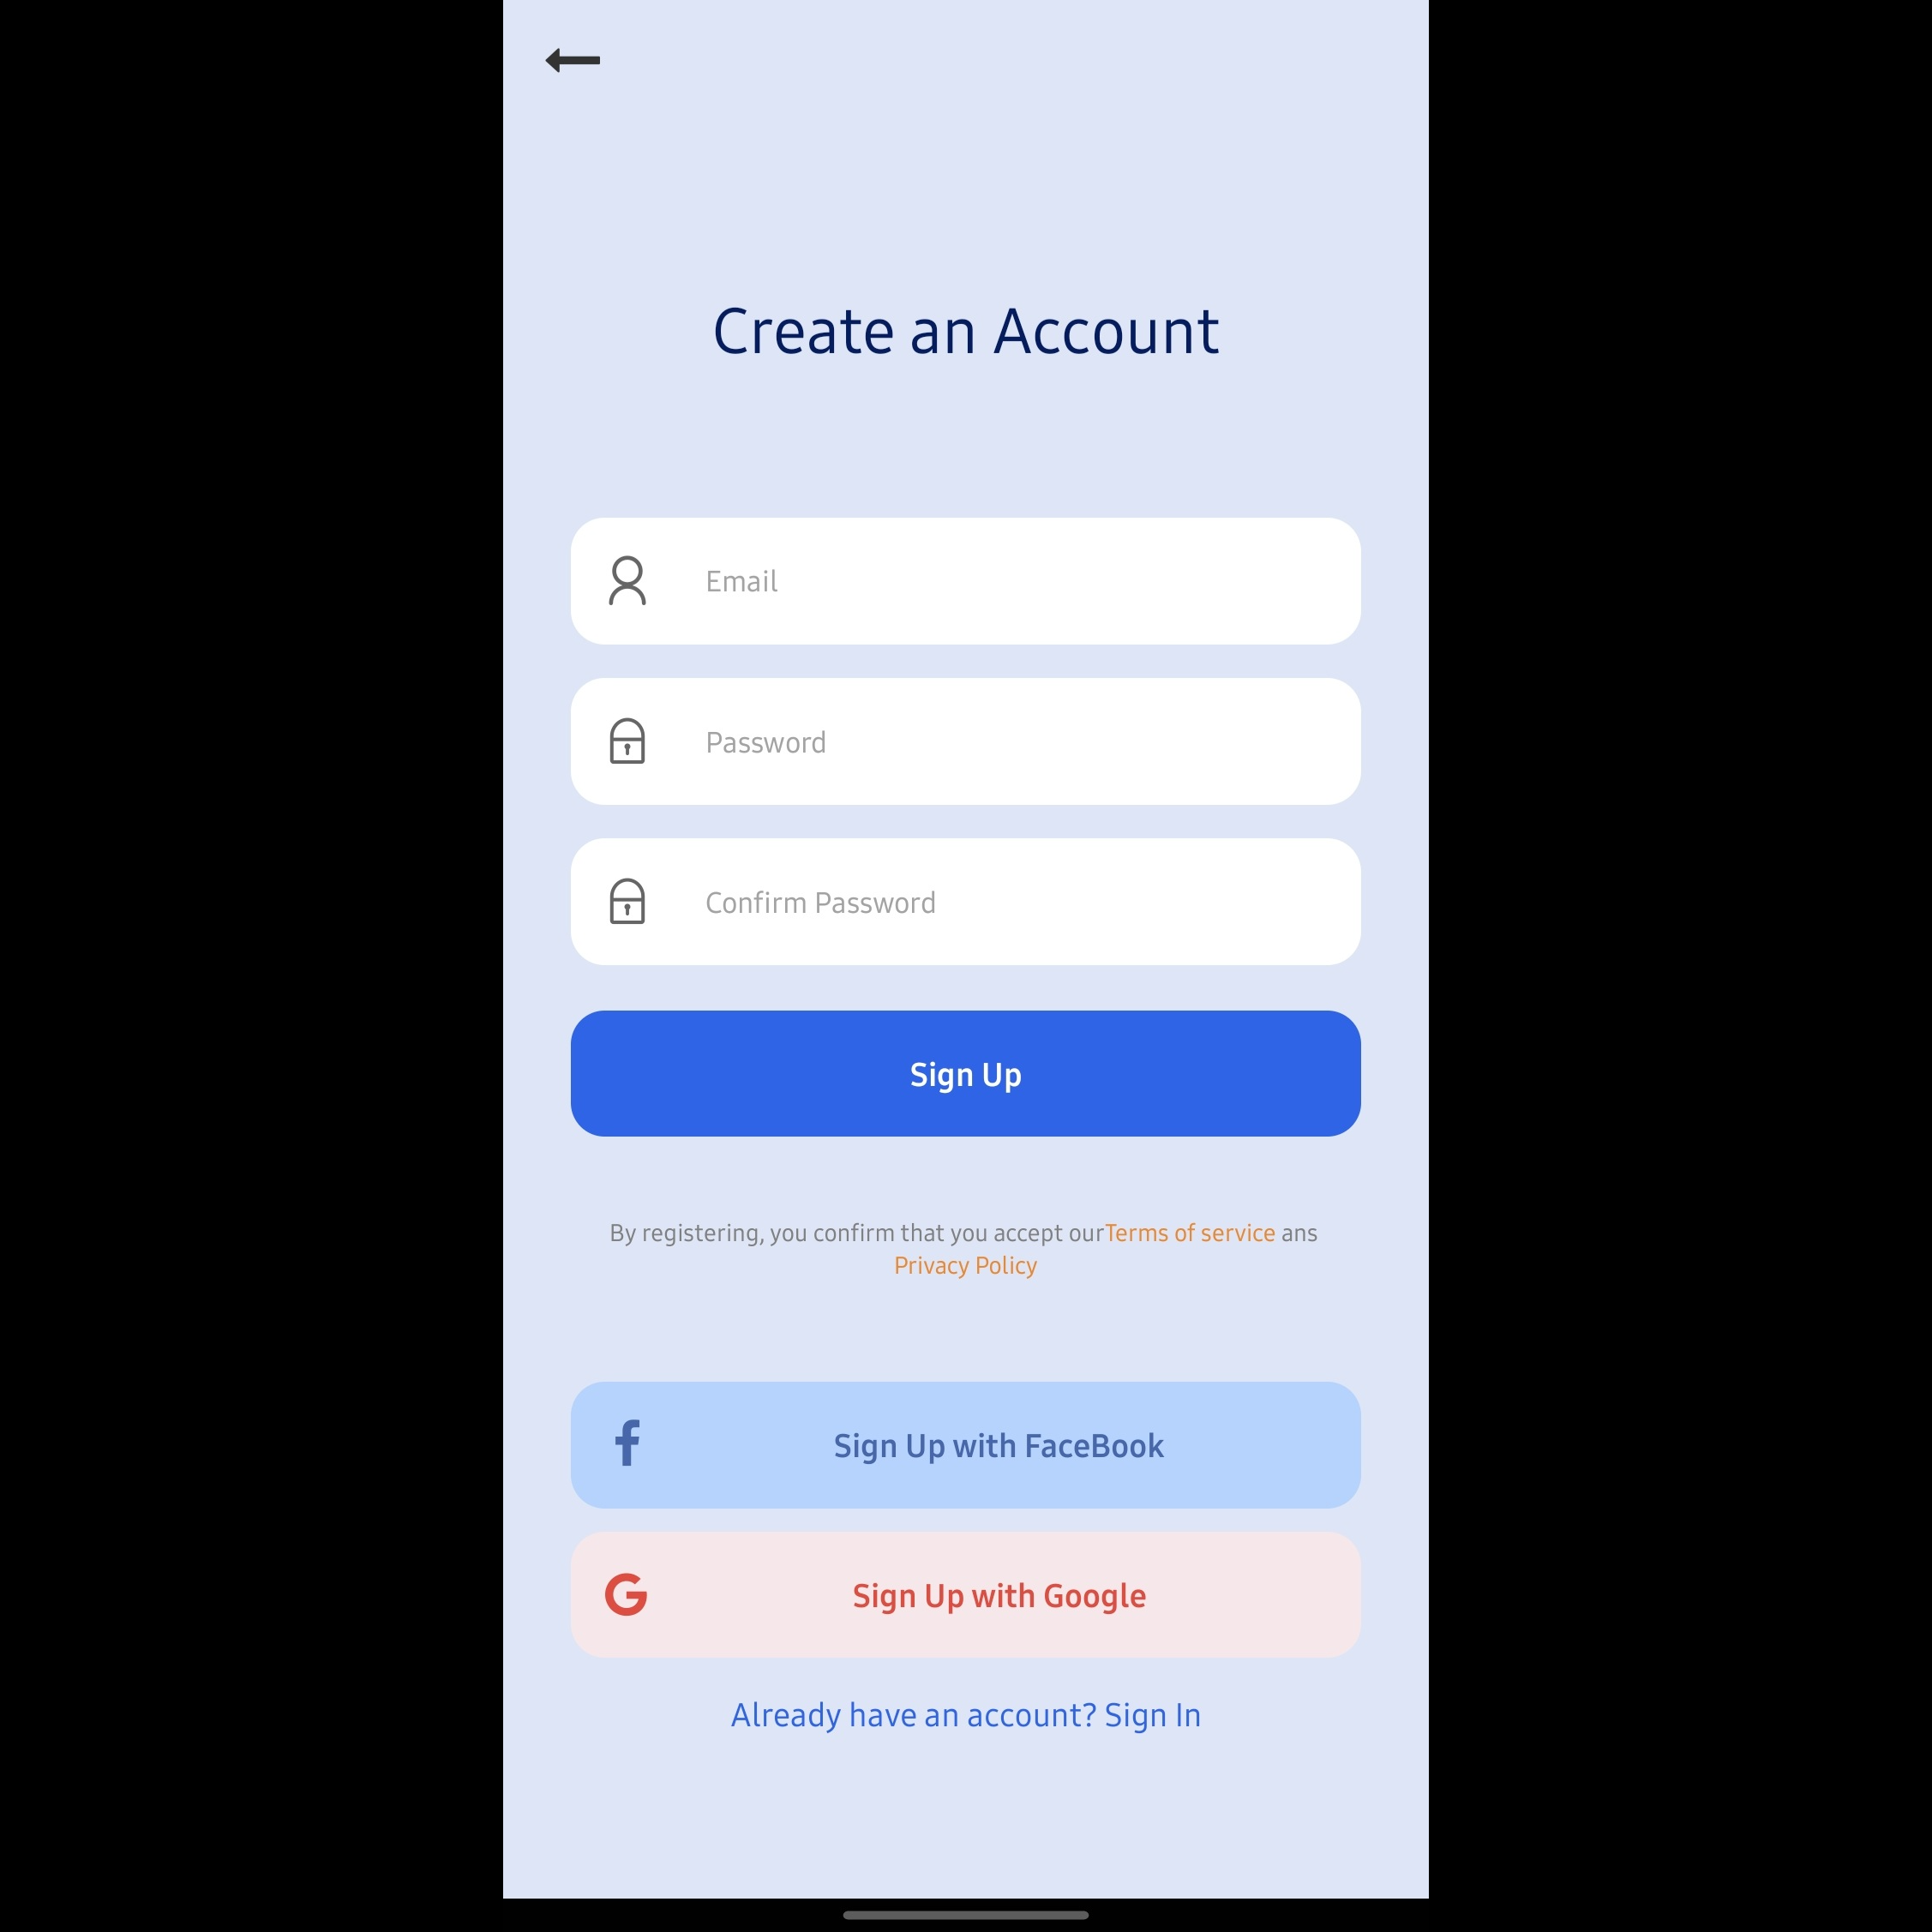 Create an Account
Email
Password
Confirm Password
Sign Up
By registering, you confirm that you accept ourTerms of service ans
Privacy Policy
Sign Up with FaceBook
Sign Up with Google
Already have an account? Sign In